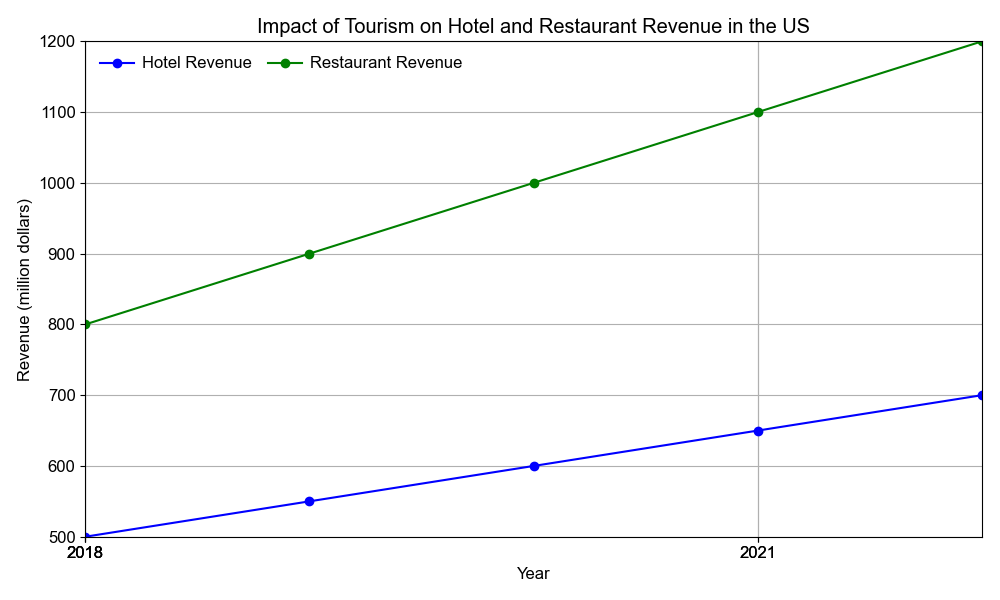 Impact of Tourism on Hotel and Restaurant Revenue in the US
Hotel Revenue
Restaurant Revenue
Revenue (million dollars)
1200
1100
1000
900
800
700
600
500
2018
2021
Year